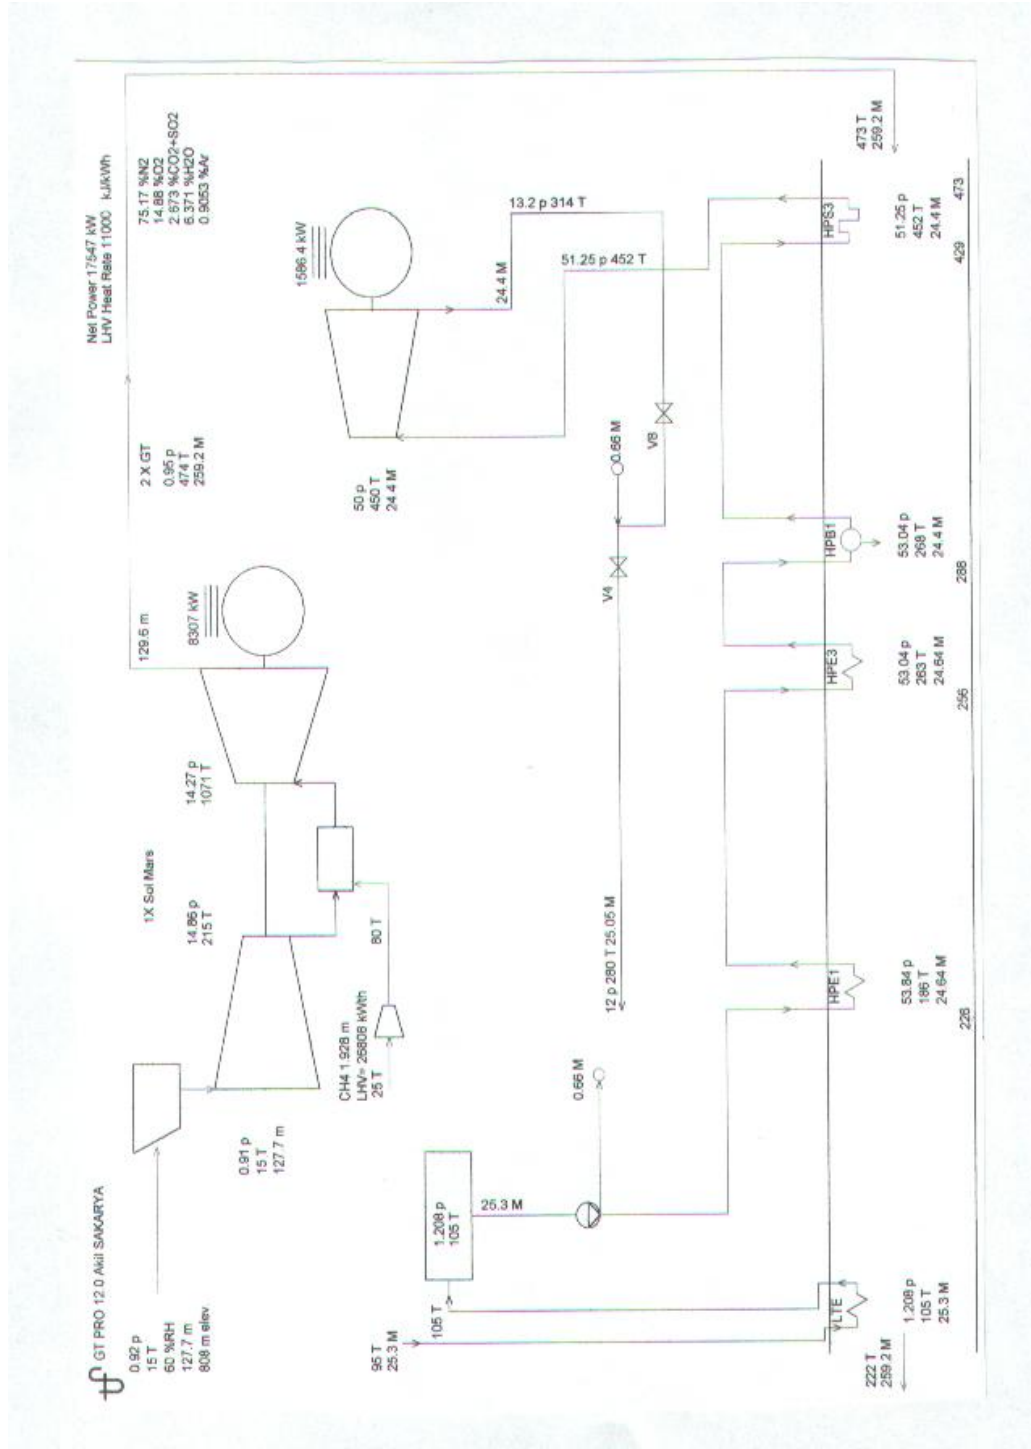 GT PRO 12.0 Akil SAKARYA
0.92 p
15 T
60 %RH
127.7 m
808 m elev
0.91 p
15 T
127.7 m
1X Sol Mars
14.86 p
215 T
14.27 p
1071 T
CH4 1.928 m
LHV= 26808 kWth
25 T
80 T
8307 kW
129.6 m
2 X GT
0.95 p
474 T
259.2 M
Net Power 17547 kW
LHV Heat Rate 11000 kJ/kWh
75.17 %N2
14.88 %O2
2.673 %CO2+SO2
6.371 %H2O
0.9053 %Ar
1586.4 kW
50 p
450 T
24.4 M
24.4 M
13.2 p 314 T
51.25 p 452 T
473 T
259.2 M
V8
0.66 M
V4
12 p 280 T 25.05 M
1.208 p
105 T
25.3 M
0.66 M
105 T
95 T
25.3 M
LTE
HPE1
HPE3
HPB1
HPS3
222 T
259.2 M
1.208 p
105 T
25.3 M
53.84 p
186 T
24.64 M
53.04 p
263 T
24.64 M
53.04 p
268 T
24.4 M
51.25 p
452 T
24.4 M
226
256
288
429
473